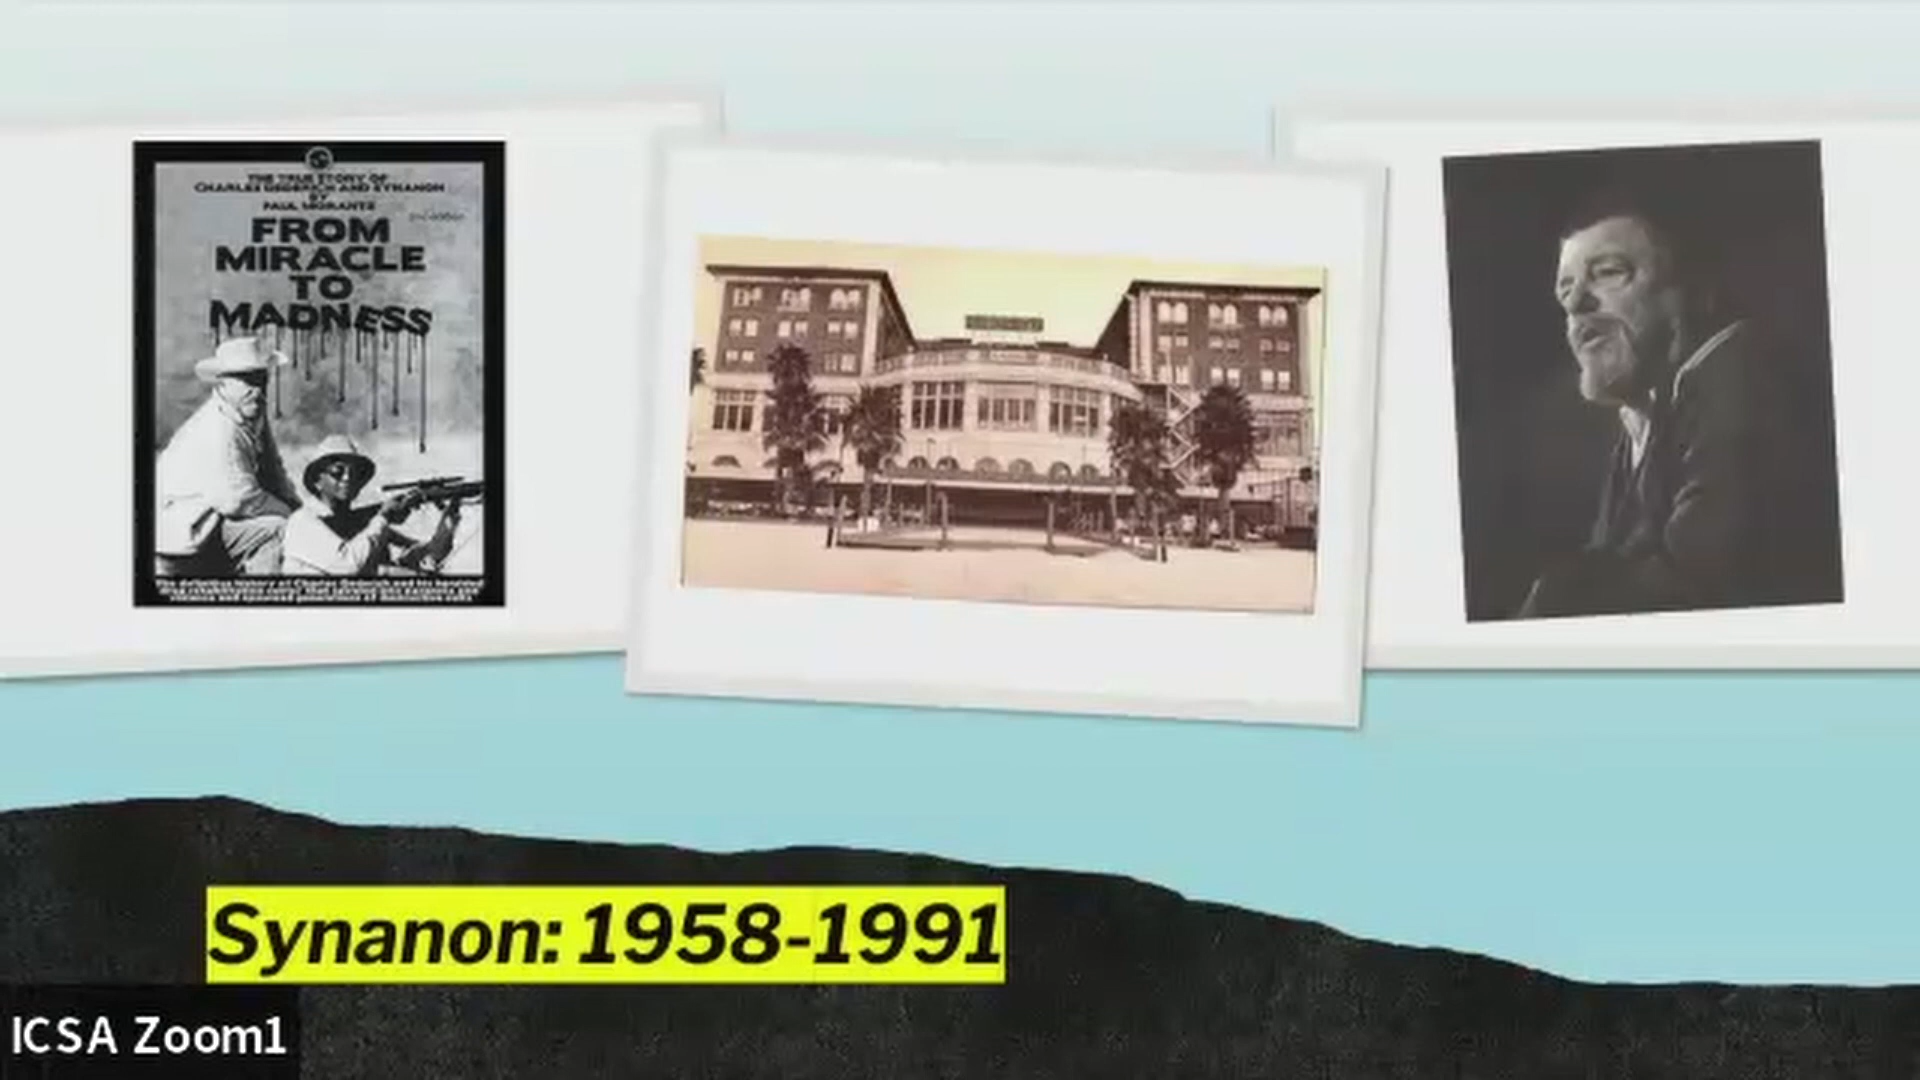 THE TRUE STORY OF
CHARLES DEDERICH AND SYNANON
BY
PAUL MORANTZ
FROM
MIRACLE
TO
MADNESS
Synanon: 1958-1991
ICSA Zoom1